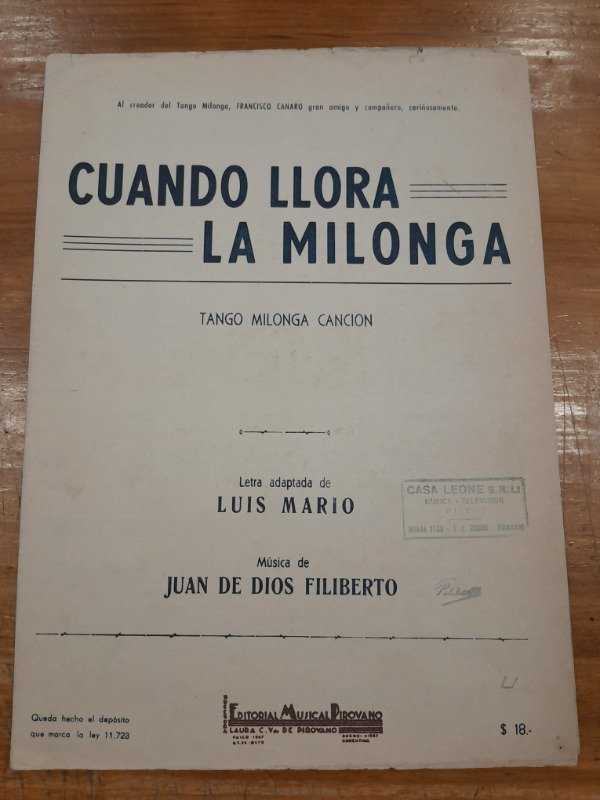 Al creador del Tango Milonga, FRANCISCO CANARO gran amigo y compañero, cariñosamente.
CUANDO LLORA
LA MILONGA
TANGO MILONGA CANCION
Letra adaptada de
LUIS MARIO
CASA LEONE S.R.L.
MUSICA - TELEVISION
DISCOS
Música de
JUAN DE DIOS FILIBERTO
EDITORIAL MUSICAL PIROVANO
LAURA C. Vda DE PIROVANO
BUENOS AIRES
ARGENTINA
Queda hecho el depósito
que marca la ley 11.723
$ 18.-